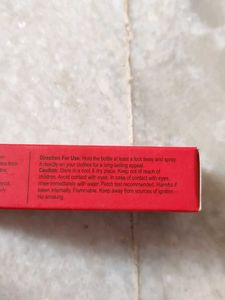 Direction For Use: Hold the bottle at least a foot away and spray
it directly on your clothes for a long-lasting appeal.
Caution: Store in a cool & dry place. Keep out of reach of
children. Avoid contact with eyes. In case of contact with eyes,
rinse immediately with water. Patch test recommended. Harmful if
taken internally. Flammable. Keep away from sources of ignition -
No smoking.